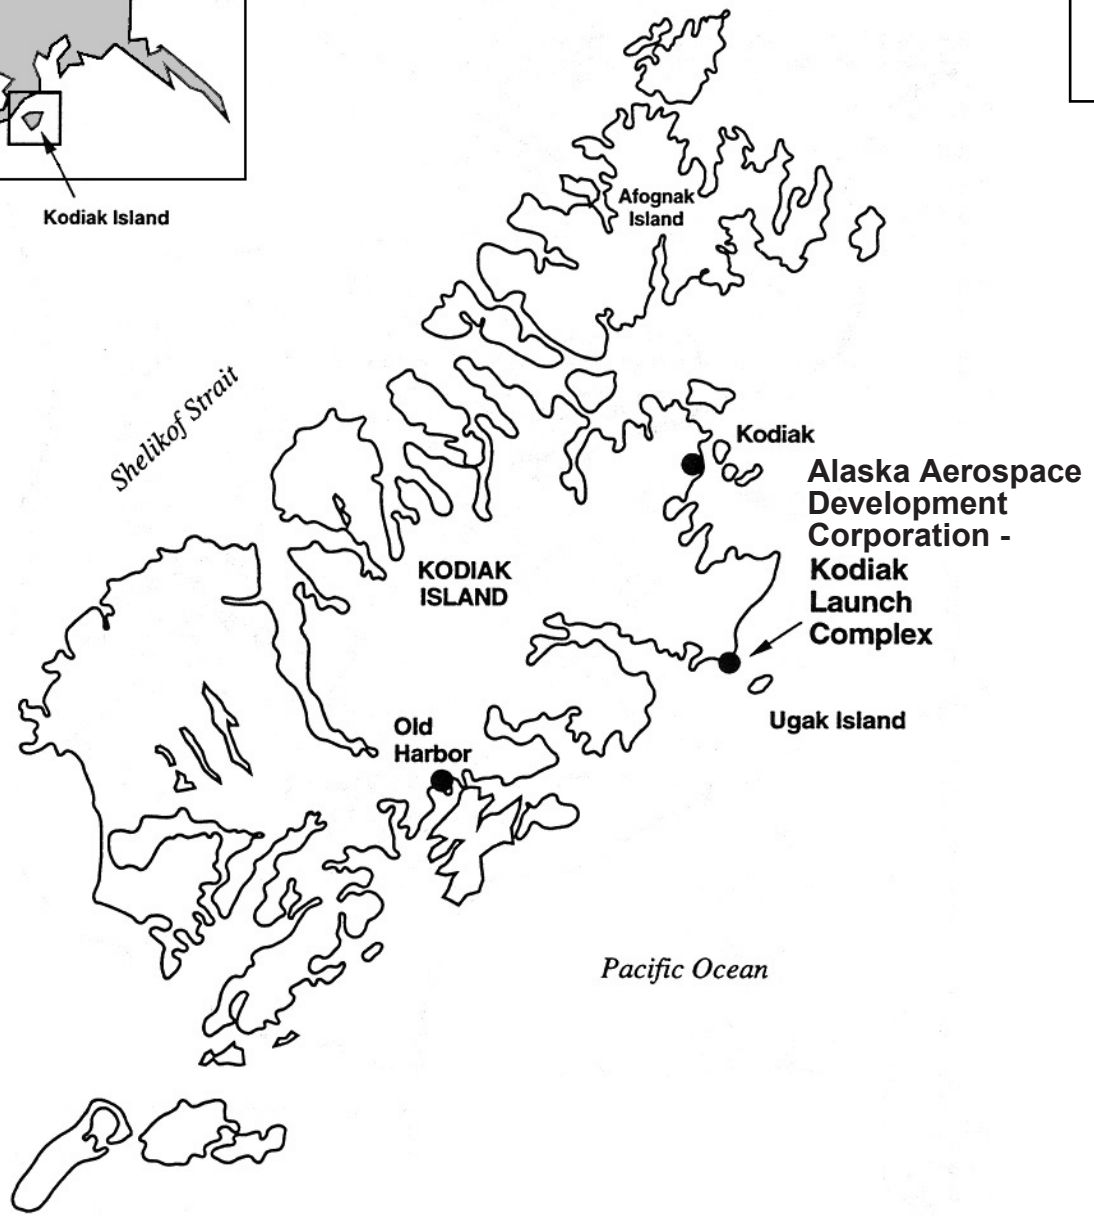 Kodiak Island
Afognak
Island
Shelikof Strait
Kodiak
Alaska Aerospace
Development
Corporation -
Kodiak
Launch
Complex
KODIAK
ISLAND
Ugak Island
Old
Harbor
Pacific Ocean